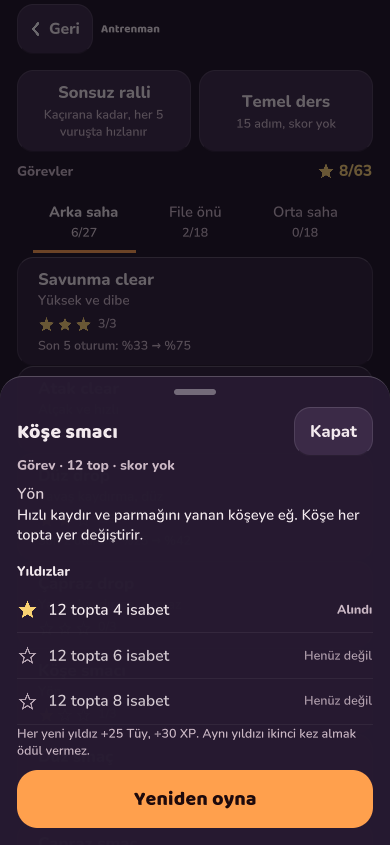 Geri
Antrenman
Sonsuz ralli
Kaçırana kadar, her 5
vuruşta hızlanır
Temel ders
15 adım, skor yok
Görevler
8/63
Arka saha
6/27
File önü
2/18
Orta saha
0/18
Savunma clear
Yüksek ve dibe
3/3
Son 5 oturum: %33 → %75
Köşe smacı
Kapat
Görev · 12 top · skor yok
Yön
Hızlı kaydır ve parmağını yanan köşeye eğ. Köşe her
topta yer değiştirir.
Yıldızlar
12 topta 4 isabet
Alındı
12 topta 6 isabet
Henüz değil
12 topta 8 isabet
Henüz değil
Her yeni yıldız +25 Tüy, +30 XP. Aynı yıldızı ikinci kez almak
ödül vermez.
Yeniden oyna